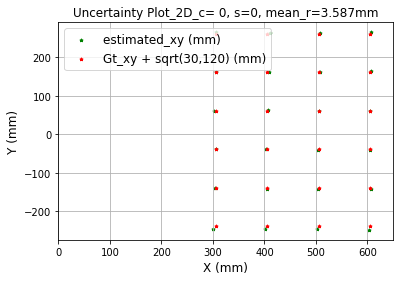 Uncertainty Plot_2D_c= 0, s=0, mean_r=3.587mm
estimated_xy (mm)
Gt_xy + sqrt(30,120) (mm)
200
100
0
−100
−200
Y (mm)
0 100 200 300 400 500 600
X (mm)